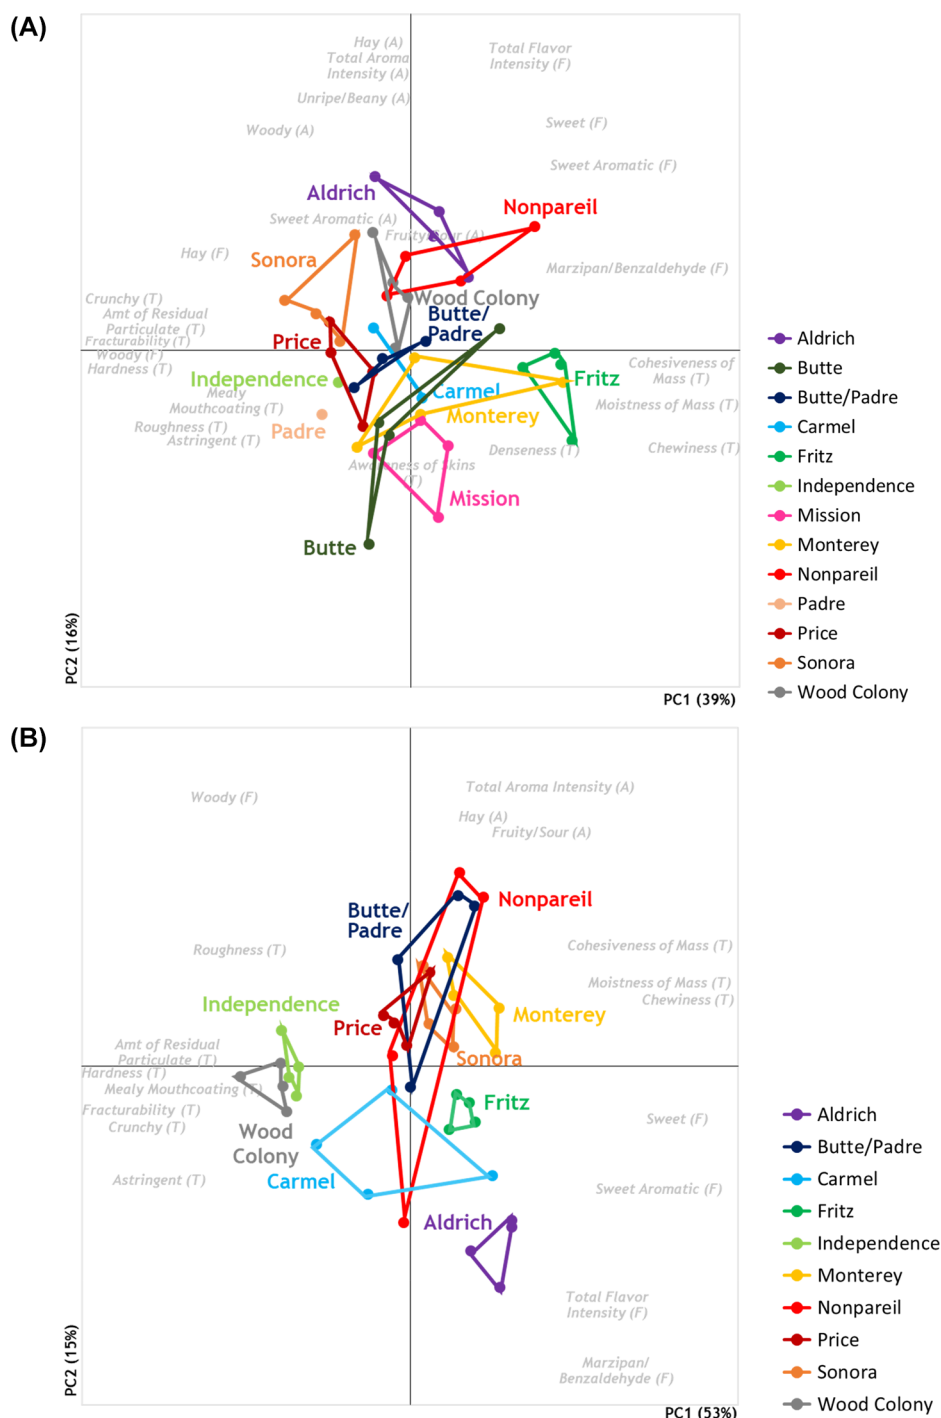 (A)
Hay (A)
Total Aroma
Intensity (A)
Total Flavor
Intensity (F)
Unripe/Beany (A)
Woody (A)
Sweet (F)
Sweet Aromatic (F)
Aldrich
Nonpareil
Sweet Aromatic (A)
Fruity/Sour (A)
Hay (F)
Sonora
Marzipan/Benzaldehyde (F)
Crunchy (T)
Wood Colony
Amt of Residual
Particulate (T)
Butte/
Padre
Fracturability (T)
Price
Woody (F)
Hardness (T)
Cohesiveness of
Mass (T)
Independence
Fritz
Mealy
Mouthcoating (T)
Carmel
Moistness of Mass (T)
Monterey
Roughness (T)
Padre
Astringent (T)
Denseness (T)
Chewiness (T)
Awareness of Skins
(T)
Mission
Butte
PC2 (16%)
PC1 (39%)
Aldrich
Butte
Butte/Padre
Carmel
Fritz
Independence
Mission
Monterey
Nonpareil
Padre
Price
Sonora
Wood Colony
(B)
Woody (F)
Total Aroma Intensity (A)
Hay (A)
Fruity/Sour (A)
Nonpareil
Butte/
Padre
Roughness (T)
Cohesiveness of Mass (T)
Moistness of Mass (T)
Chewiness (T)
Independence
Monterey
Price
Amt of Residual
Particulate (T)
Sonora
Hardness (T)
Mealy Mouthcoating (T)
Fritz
Fracturability (T)
Crunchy (T)
Sweet (F)
Wood
Colony
Carmel
Astringent (T)
Sweet Aromatic (F)
Aldrich
Total Flavor
Intensity (F)
Marzipan/
Benzaldehyde (F)
PC2 (15%)
PC1 (53%)
Aldrich
Butte/Padre
Carmel
Fritz
Independence
Monterey
Nonpareil
Price
Sonora
Wood Colony